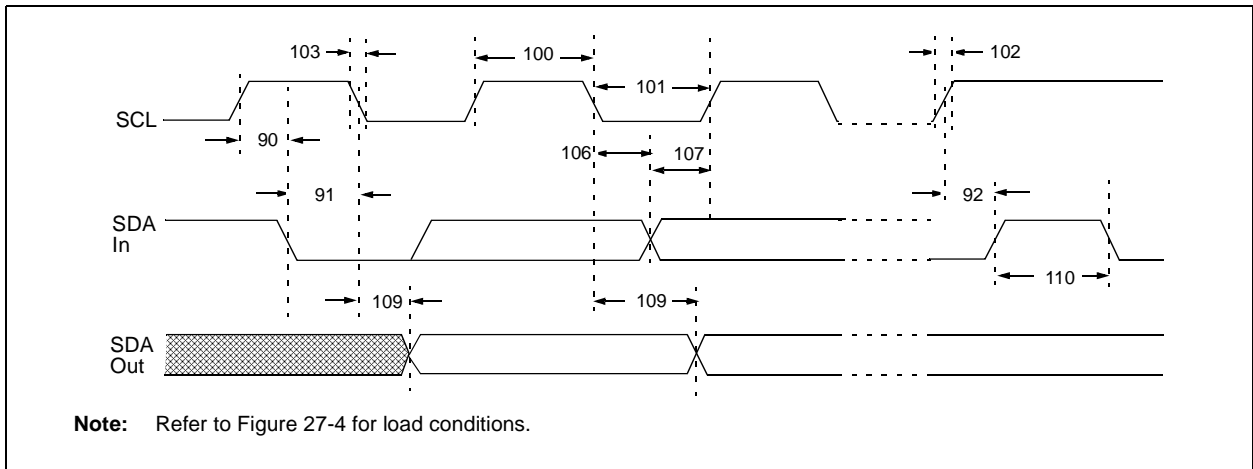 103
100
102
101
SCL
90
106
107
91
92
SDA
In
110
109
109
SDA
Out
Note: Refer to Figure 27-4 for load conditions.